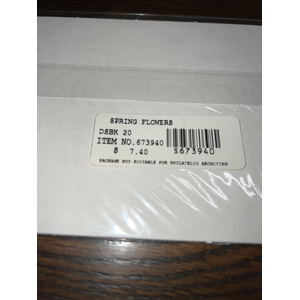 SPRING FLOWERS
DSBK 20
ITEM NO. 673940
$ 7.40
S673940
PACKAGE NOT SUITABLE FOR PHILATELIC ARCHIVING